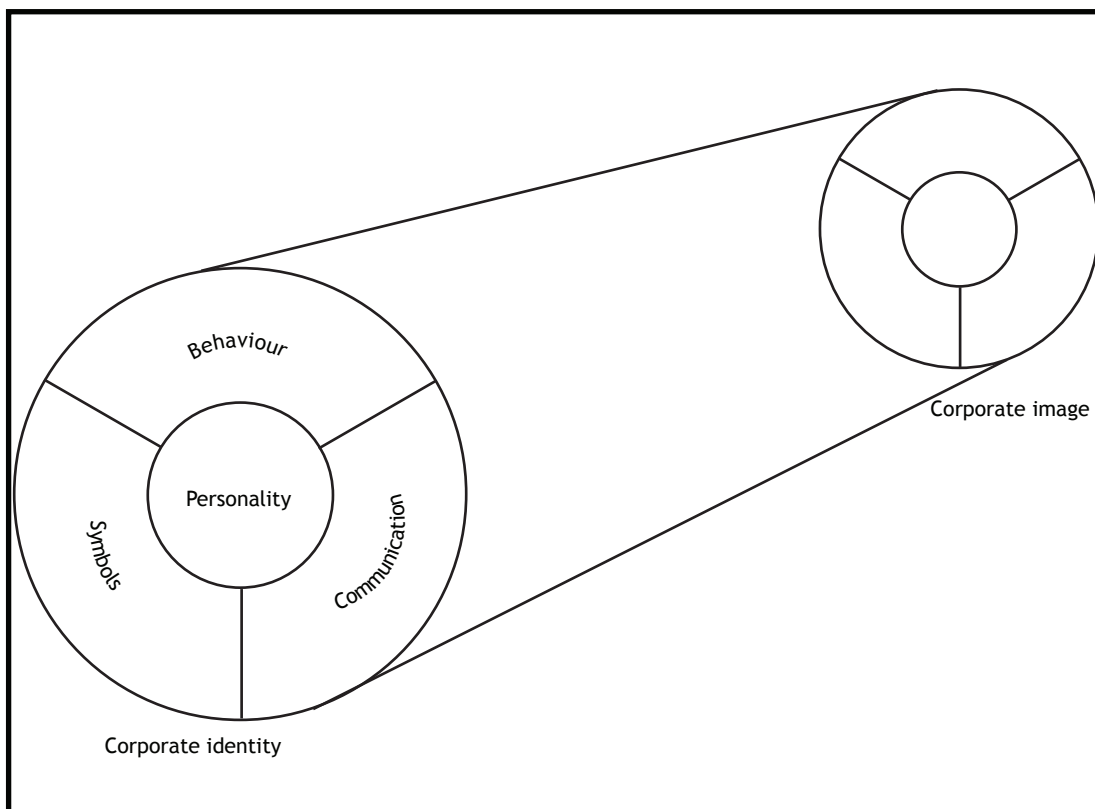 Behaviour
Personality
Symbols
Communication
Corporate identity
Corporate image